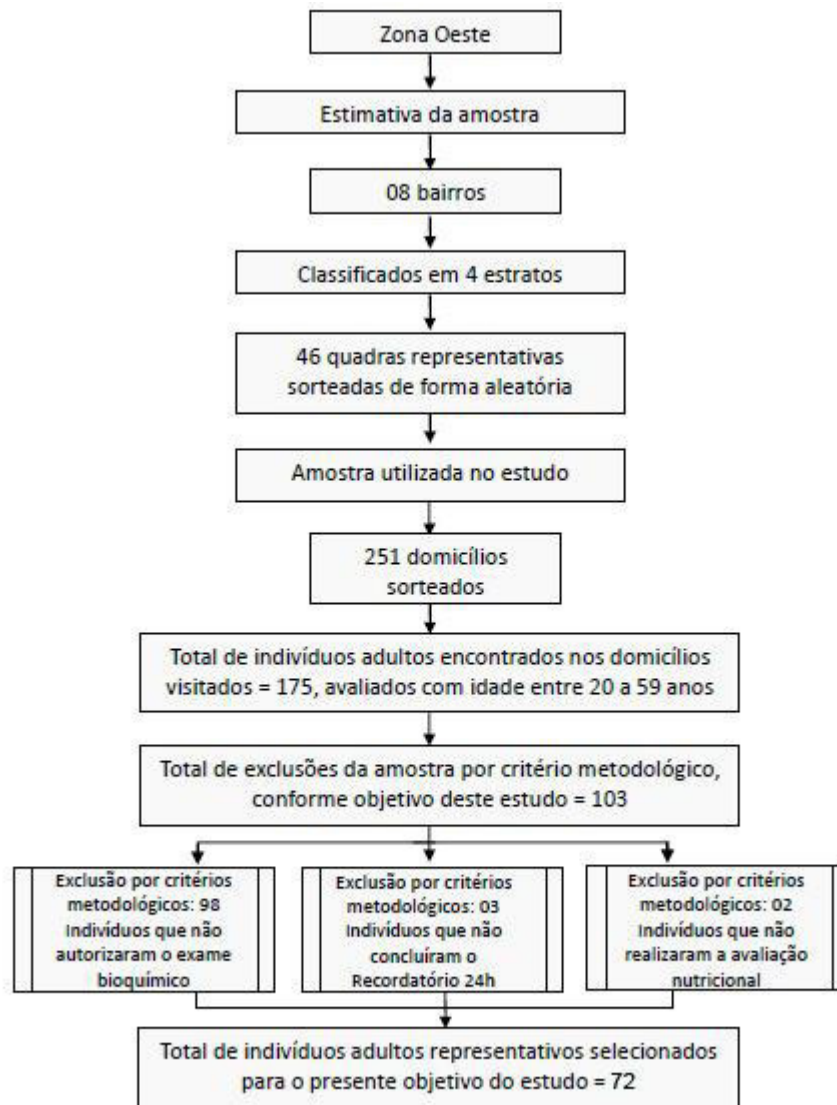 Zona Oeste
Estimativa da amostra
08 bairros
Classificados em 4 estratos
46 quadras representativas
sorteadas de forma aleatória
Amostra utilizada no estudo
251 domicílios
sorteados
Total de indivíduos adultos encontrados nos domicílios
visitados = 175, avaliados com idade entre 20 a 59 anos
Total de exclusões da amostra por critério metodológico,
conforme objetivo deste estudo = 103
Exclusão por critérios
metodológicos: 98
Indivíduos que não
autorizaram o exame
bioquímico
Exclusão por critérios
metodológicos: 03
Indivíduos que não
concluíram o
Recordatório 24h
Exclusão por critérios
metodológicos: 02
Indivíduos que não
realizaram a avaliação
nutricional
Total de indivíduos adultos representativos selecionados
para o presente objetivo do estudo = 72